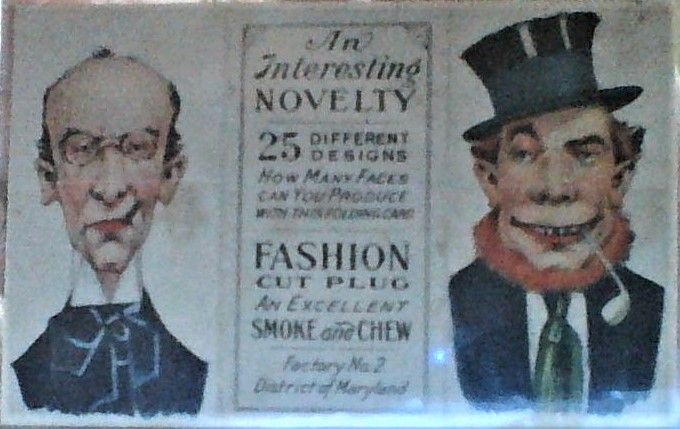 An
Interesting
NOVELTY
25 DIFFERENT
DESIGNS
HOW MANY FACES
CAN YOU PRODUCE
WITH THIS FOLDING CARD
FASHION
CUT PLUG
AN EXCELLENT
SMOKE and CHEW
Factory No. 2
District of Maryland